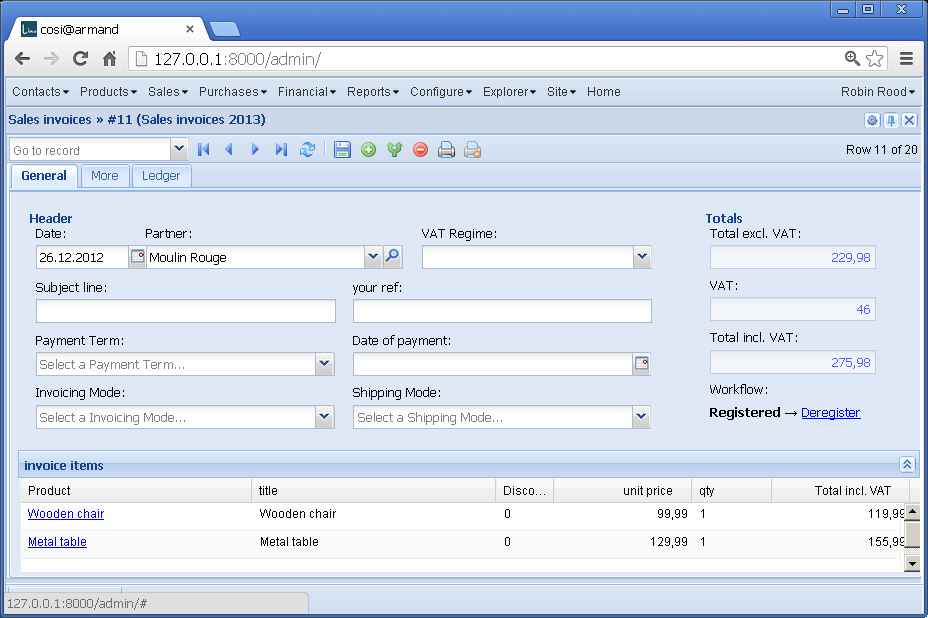 cosi@armand
127.0.0.1:8000/admin/
Contacts Products Sales Purchases Financial Reports Configure Explorer Site Home Robin Rood
Sales invoices » #11 (Sales invoices 2013)
Go to record Row 11 of 20
General More Ledger
Header Totals
Date: Partner: VAT Regime: Total excl. VAT:
26.12.2012 Moulin Rouge 229,98
Subject line: your ref: VAT:
46
Payment Term: Date of payment: Total incl. VAT:
Select a Payment Term... 275,98
Invoicing Mode: Shipping Mode: Workflow:
Select a Invoicing Mode... Select a Shipping Mode... Registered → Deregister
invoice items
Product title Disco... unit price qty Total incl. VAT
Wooden chair Wooden chair 0 99,99 1 119,99
Metal table Metal table 0 129,99 1 155,99
127.0.0.1:8000/admin/#